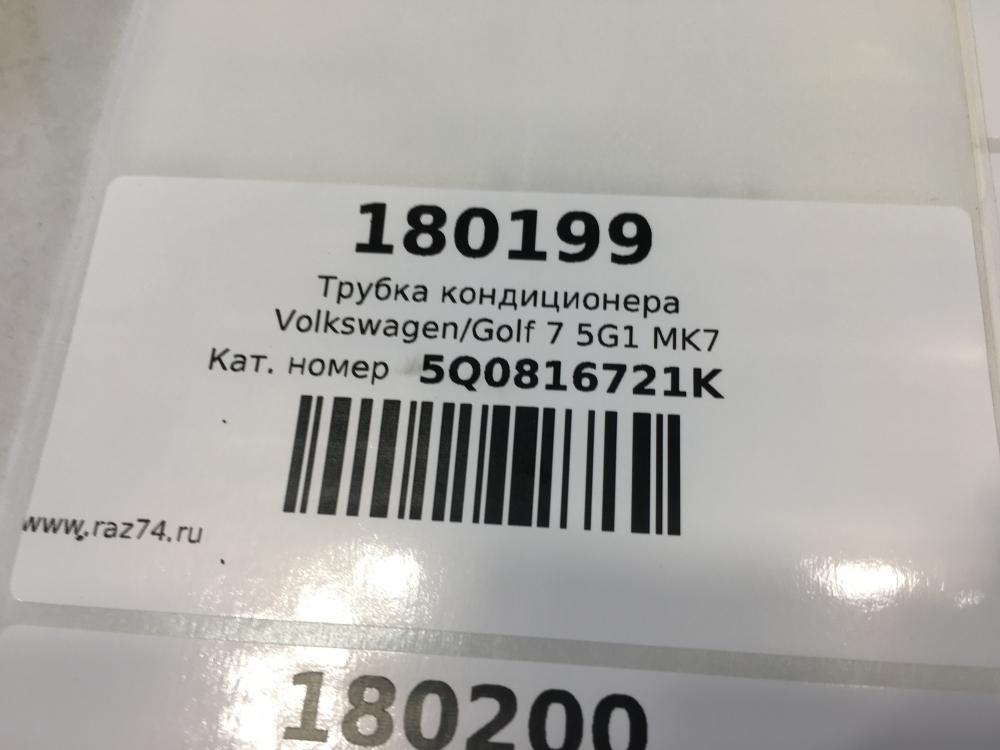 180199
Трубка кондиционера
Volkswagen/Golf 7 5G1 MK7
Кат. номер 5Q0816721K
www.raz74.ru
180200